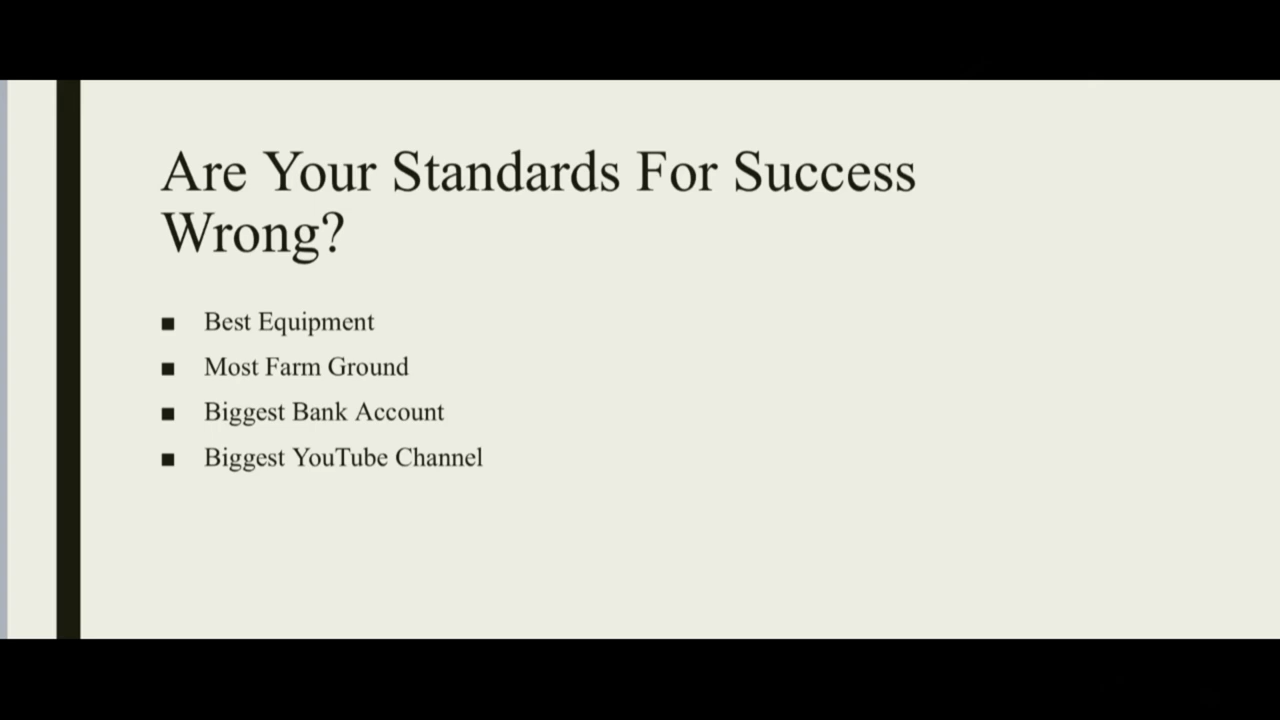 Are Your Standards For Success
Wrong?
■ Best Equipment
■ Most Farm Ground
■ Biggest Bank Account
■ Biggest YouTube Channel